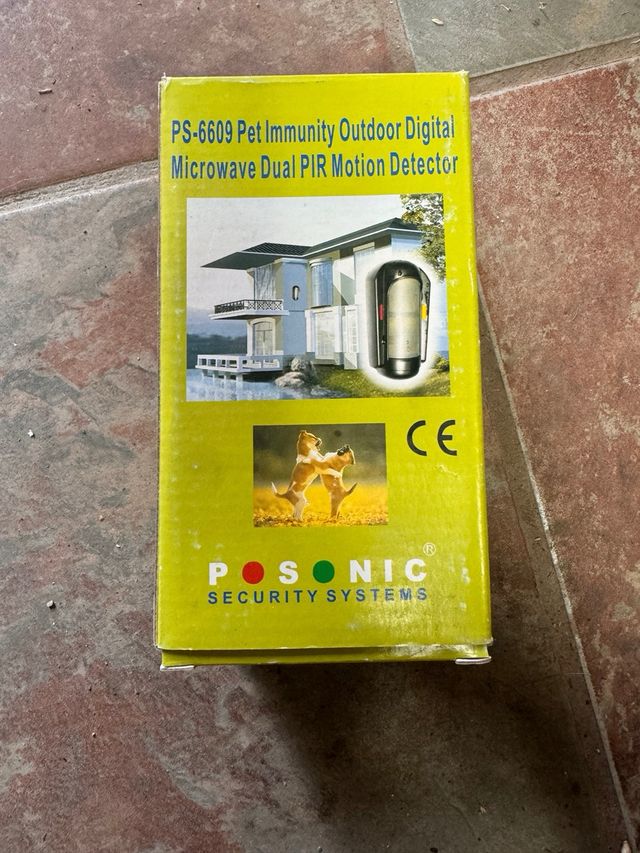 PS-6609 Pet Immunity Outdoor Digital
Microwave Dual PIR Motion Detector
CE
POSONIC®
SECURITY SYSTEMS